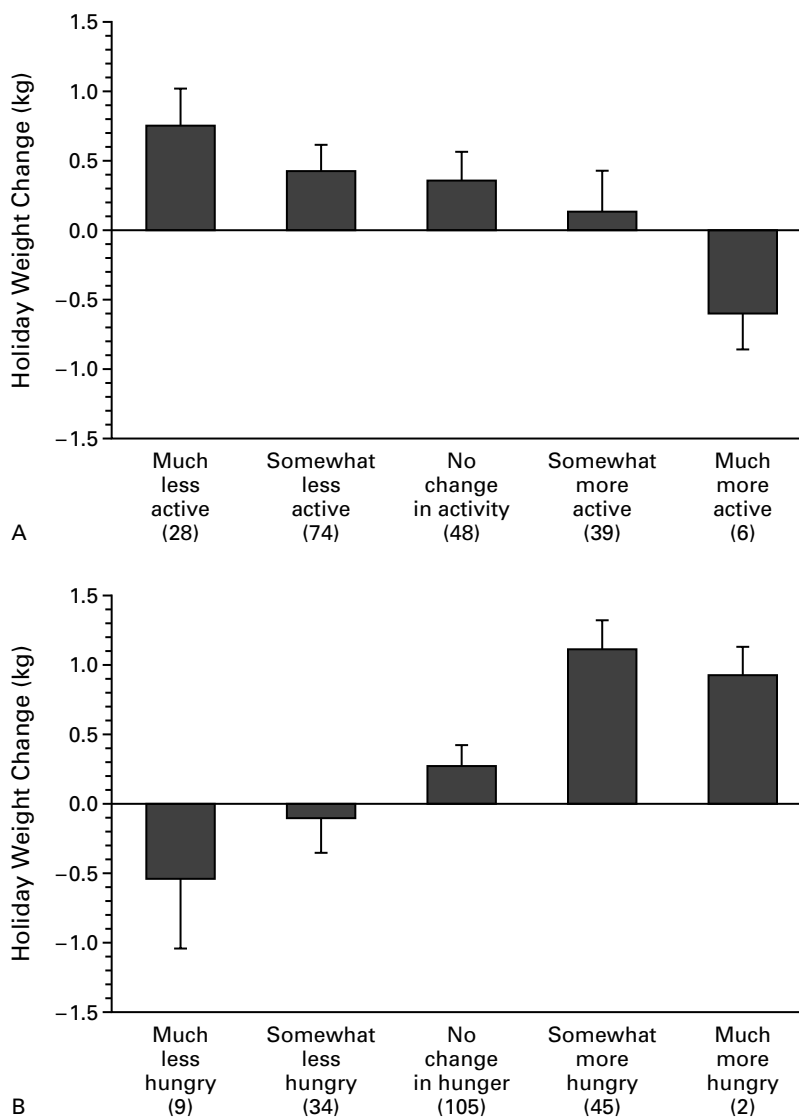 Holiday Weight Change (kg)
1.5
1.0
0.5
0.0
−0.5
−1.0
−1.5
Much less active (28)
Somewhat less active (74)
No change in activity (48)
Somewhat more active (39)
Much more active (6)
A
Holiday Weight Change (kg)
1.5
1.0
0.5
0.0
−0.5
−1.0
−1.5
Much less hungry (9)
Somewhat less hungry (34)
No change in hunger (105)
Somewhat more hungry (45)
Much more hungry (2)
B